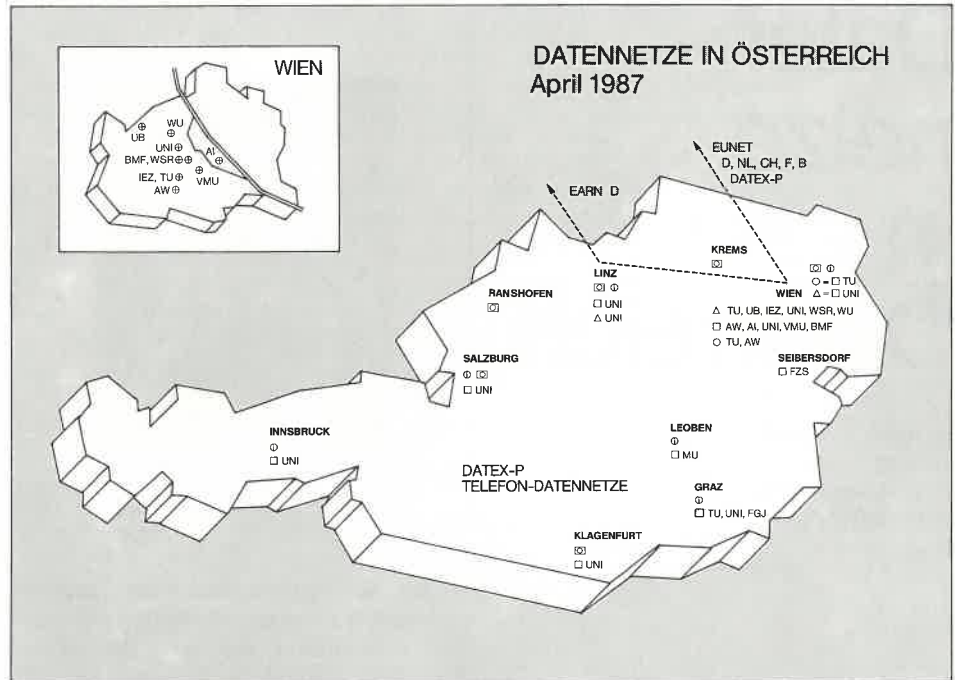 DATENNETZE IN ÖSTERREICH
April 1987
WIEN
UB
WU
UNI
BMF, WSR
AI
IEZ, TU
VMU
AW
EUNET
D, NL, CH, F, B
DATEX-P
EARN D
KREMS
LINZ
UNI
UNI
RANSHOFEN
WIEN
TU
UNI
TU, UB, IEZ, UNI, WSR, WU
AW, AI, UNI, VMU, BMF
TU, AW
SEIBERSDORF
FZS
SALZBURG
UNI
INNSBRUCK
UNI
LEOBEN
MU
DATEX-P
TELEFON-DATENNETZE
GRAZ
TU, UNI, FGJ
KLAGENFURT
UNI